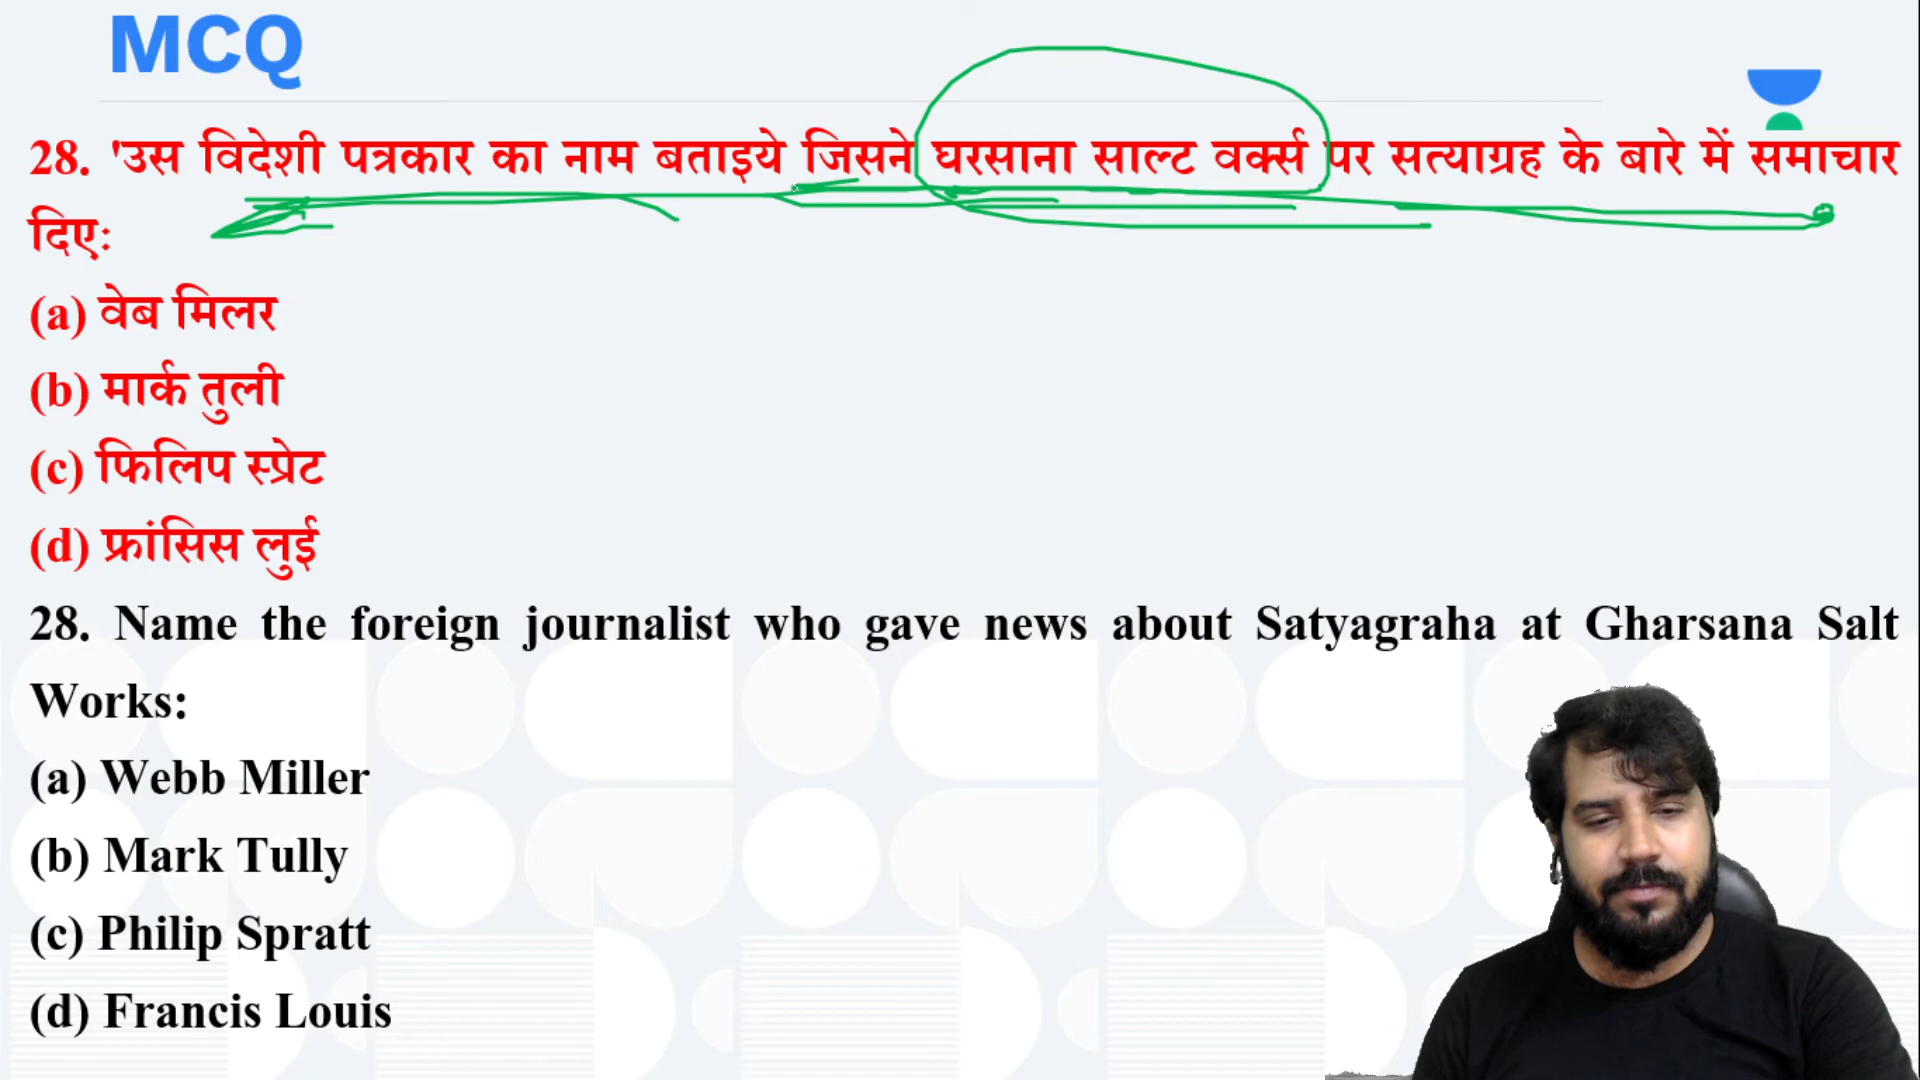 MCQ
28. 'उस विदेशी पत्रकार का नाम बताइये जिसने घरसाना साल्ट वर्क्स पर सत्याग्रह के बारे में समाचार
दिएः
(a) वेब मिलर
(b) मार्क तुली
(c) फिलिप स्प्रेट
(d) फ्रांसिस लुई
28. Name the foreign journalist who gave news about Satyagraha at Gharsana Salt
Works:
(a) Webb Miller
(b) Mark Tully
(c) Philip Spratt
(d) Francis Louis